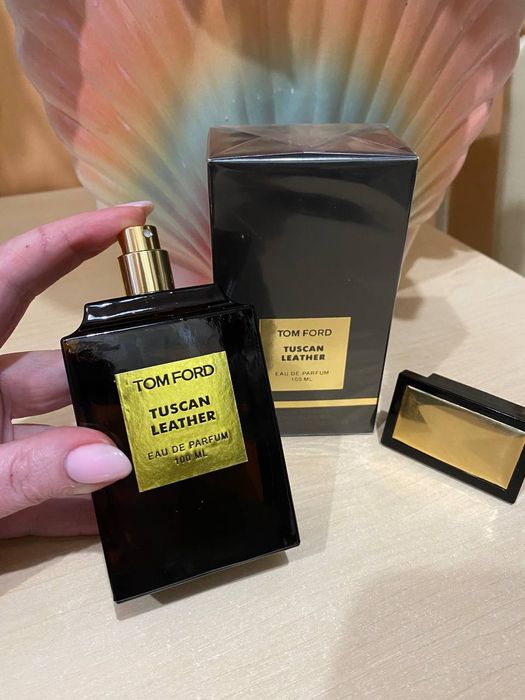 TOM FORD
TUSCAN
LEATHER
EAU DE PARFUM
100 ML
TOM FORD
TUSCAN
LEATHER
EAU DE PARFUM
100 ML